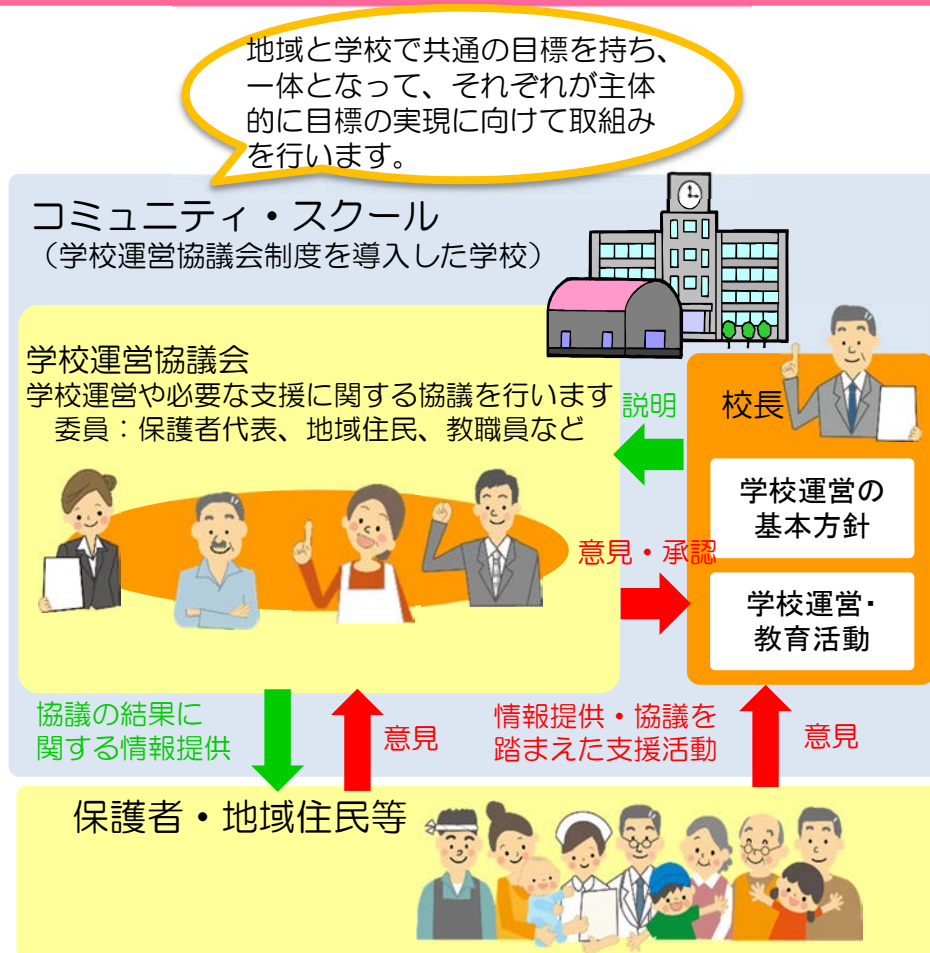 地域と学校で共通の目標を持ち、
一体となって、それぞれが主体
的に目標の実現に向けて取組み
を行います。
コミュニティ・スクール
（学校運営協議会制度を導入した学校）
学校運営協議会
学校運営や必要な支援に関する協議を行います
委員：保護者代表、地域住民、教職員など
説明
校長
学校運営の
基本方針
意見・承認
学校運営・
教育活動
協議の結果に
関する情報提供
意見
情報提供・協議を
踏まえた支援活動
意見
保護者・地域住民等